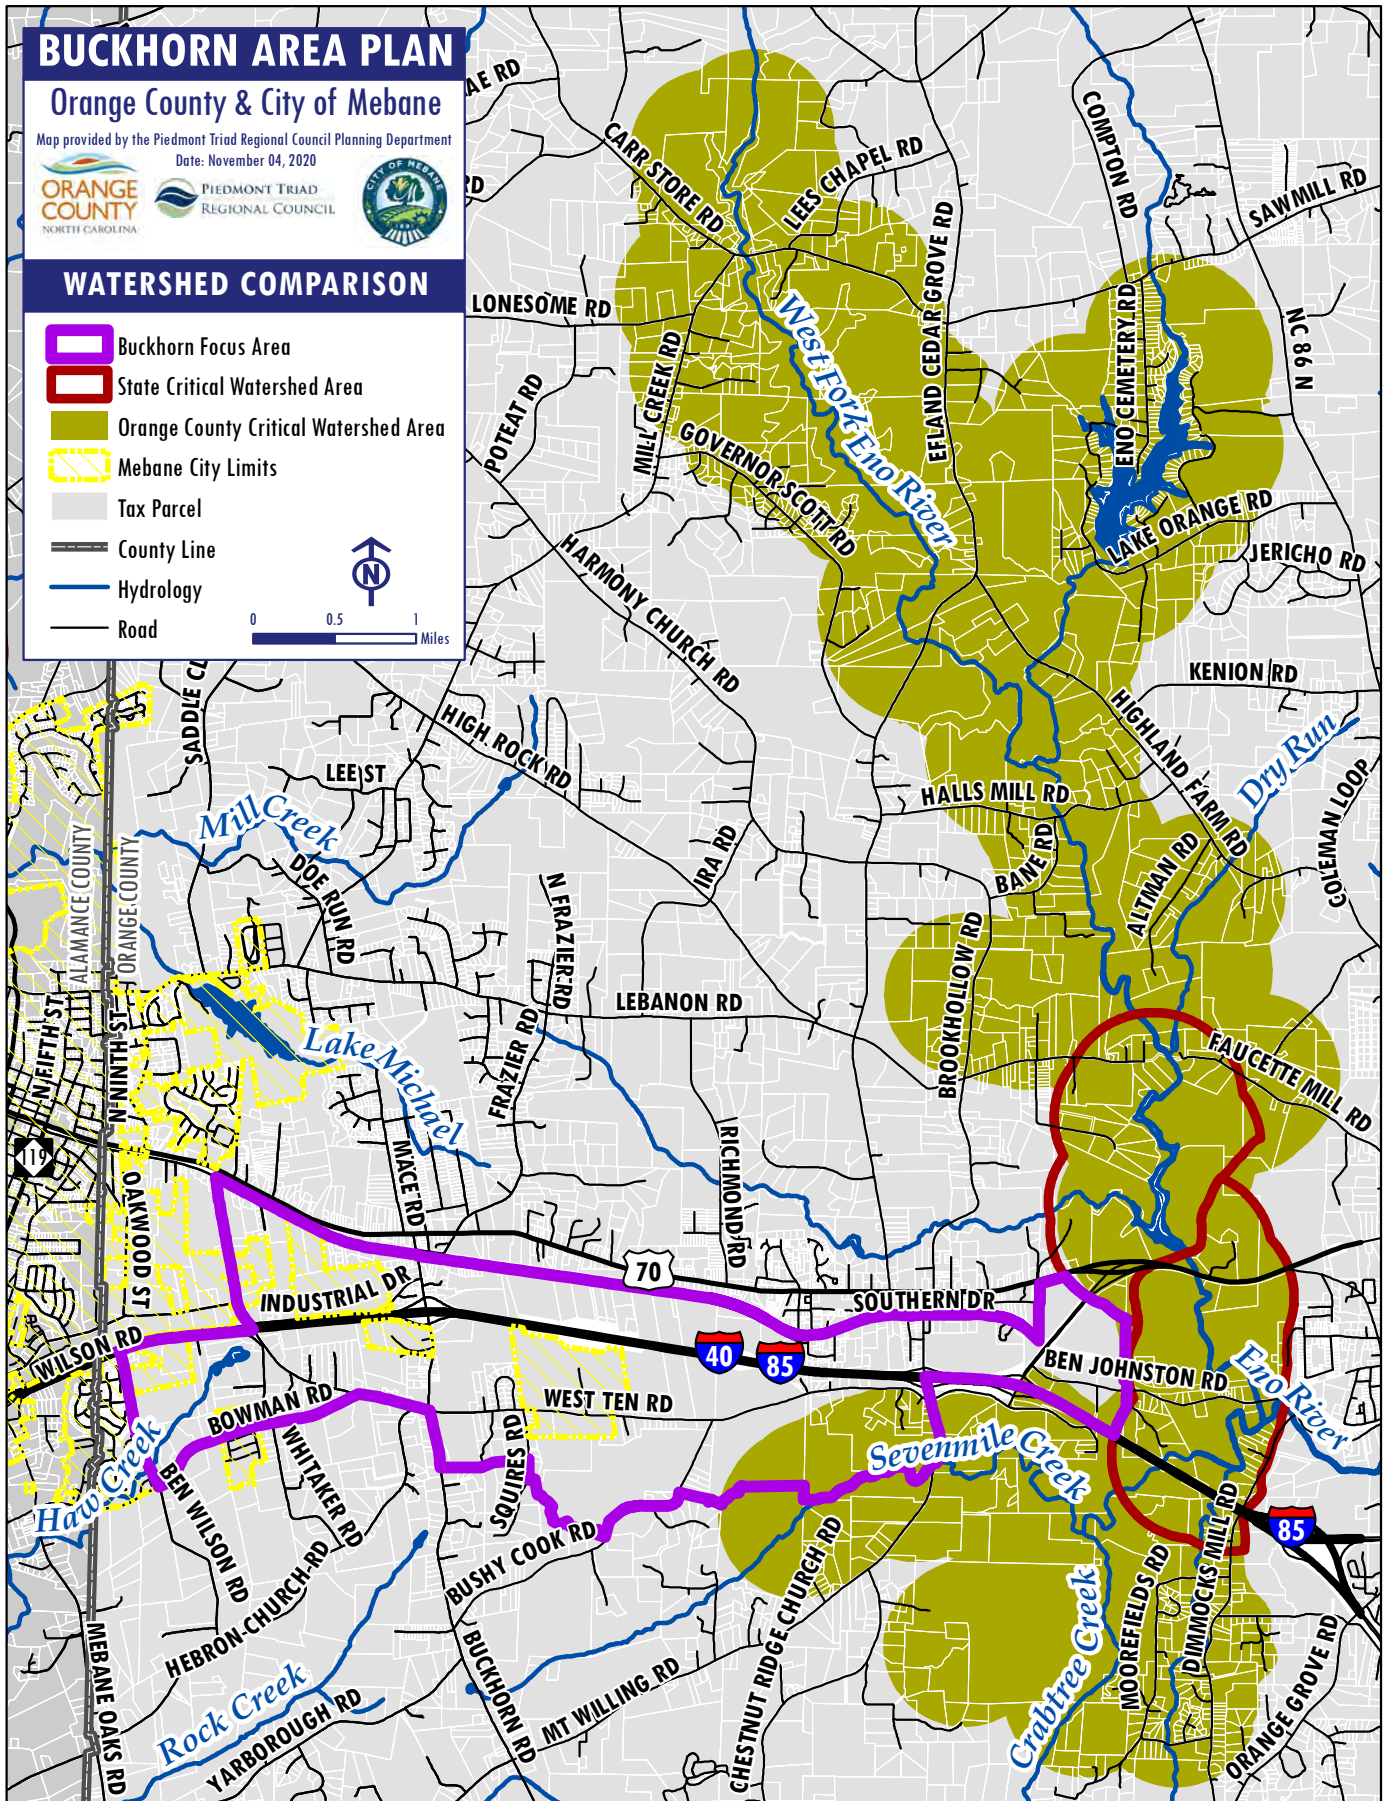 BUCKHORN AREA PLAN
Orange County & City of Mebane
Map provided by the Piedmont Triad Regional Council Planning Department
Date: November 04, 2020
ORANGE
COUNTY
NORTH CAROLINA
PIEDMONT TRIAD
REGIONAL COUNCIL
CITY OF MEBANE
WATERSHED COMPARISON
Buckhorn Focus Area
State Critical Watershed Area
Orange County Critical Watershed Area
Mebane City Limits
Tax Parcel
County Line
Hydrology
Road
N
0 0.5 1
Miles
AE RD
RD
CARR STORE RD
LEES CHAPEL RD
COMPTON RD
SAWMILL RD
LONESOME RD
MILL CREEK RD
West Fork Eno River
EFLAND CEDAR GROVE RD
ENO CEMETERY RD
NC 86 N
POTEAT RD
GOVERNOR SCOTT RD
LAKE ORANGE RD
JERICHO RD
HARMONY CHURCH RD
KENION RD
SADDLE CL
HIGH ROCK RD
HIGHLAND FARM RD
Dry Run
LEE ST
HALLS MILL RD
COLEMAN LOOP
Mill Creek
IRA RD
BANE RD
ALTMAN RD
DOE RUN RD
N FRAZIER RD
BROOKHOLLOW RD
ALAMANCE COUNTY
ORANGE COUNTY
LEBANON RD
N FIFTH ST
N NINTH ST
Lake Michael
FRAZIER RD
FAUCETTE MILL RD
119
OAKWOOD ST
MACE RD
RICHMOND RD
70
INDUSTRIAL DR
SOUTHERN DR
WILSON RD
40
85
BEN JOHNSTON RD
Eno River
BOWMAN RD
WEST TEN RD
Haw Creek
WHITAKER RD
SQUIRES RD
Sevenmile Creek
BEN WILSON RD
BUSHY COOK RD
85
HEBRON-CHURCH-RD
CHESTNUT RIDGE CHURCH RD
Crabtree Creek
MOOREFIELDS RD
DIMMOCKS MILL RD
MEBANE OAKS RD
Rock Creek
YARBOROUGH RD
BUCKHORN RD
MT WILLING RD
ORANGE GROVE RD